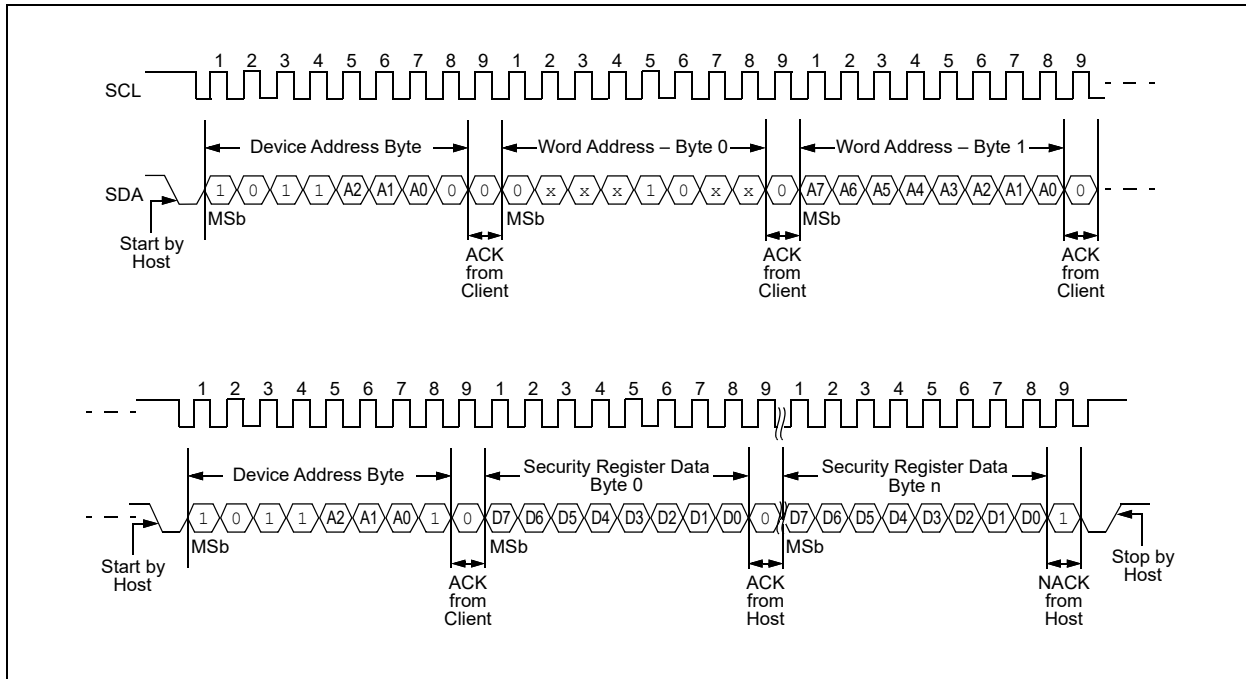 1 2 3 4 5 6 7 8 9 1 2 3 4 5 6 7 8 9 1 2 3 4 5 6 7 8 9
SCL
Device Address Byte Word Address – Byte 0 Word Address – Byte 1
SDA 1 0 1 1 A2 A1 A0 0 0 0 x x x 1 0 x x 0 A7 A6 A5 A4 A3 A2 A1 A0 0
MSb MSb MSb
Start by
Host
ACK
from
Client
ACK
from
Client
ACK
from
Client
1 2 3 4 5 6 7 8 9 1 2 3 4 5 6 7 8 9 1 2 3 4 5 6 7 8 9
Device Address Byte
Security Register Data
Byte 0
Security Register Data
Byte n
1 0 1 1 A2 A1 A0 1 0 D7 D6 D5 D4 D3 D2 D1 D0 0 D7 D6 D5 D4 D3 D2 D1 D0 1
MSb MSb MSb
Start by
Host
ACK
from
Client
ACK
from
Host
NACK
from
Host
Stop by
Host